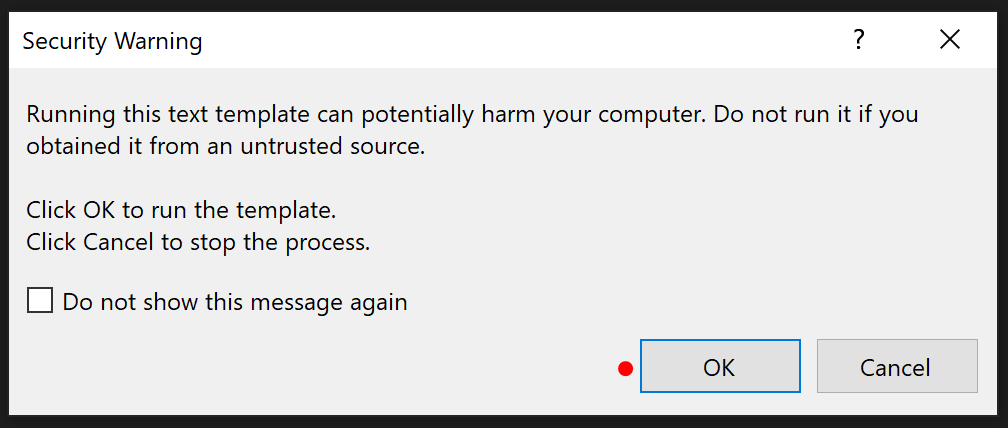 Security Warning
?
Running this text template can potentially harm your computer. Do not run it if you
obtained it from an untrusted source.
Click OK to run the template.
Click Cancel to stop the process.
Do not show this message again
OK
Cancel